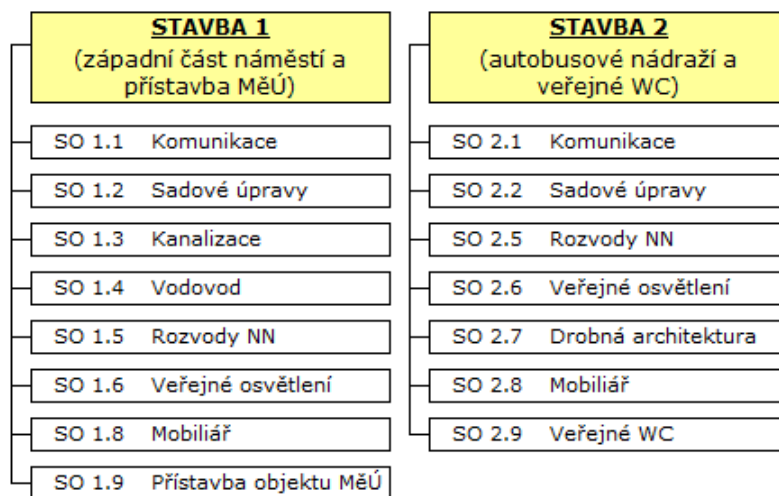 STAVBA 1
(západní část náměstí a
přístavba MěÚ)
SO 1.1 Komunikace
SO 1.2 Sadové úpravy
SO 1.3 Kanalizace
SO 1.4 Vodovod
SO 1.5 Rozvody NN
SO 1.6 Veřejné osvětlení
SO 1.8 Mobiliář
SO 1.9 Přístavba objektu MěÚ
STAVBA 2
(autobusové nádraží a
veřejné WC)
SO 2.1 Komunikace
SO 2.2 Sadové úpravy
SO 2.5 Rozvody NN
SO 2.6 Veřejné osvětlení
SO 2.7 Drobná architektura
SO 2.8 Mobiliář
SO 2.9 Veřejné WC